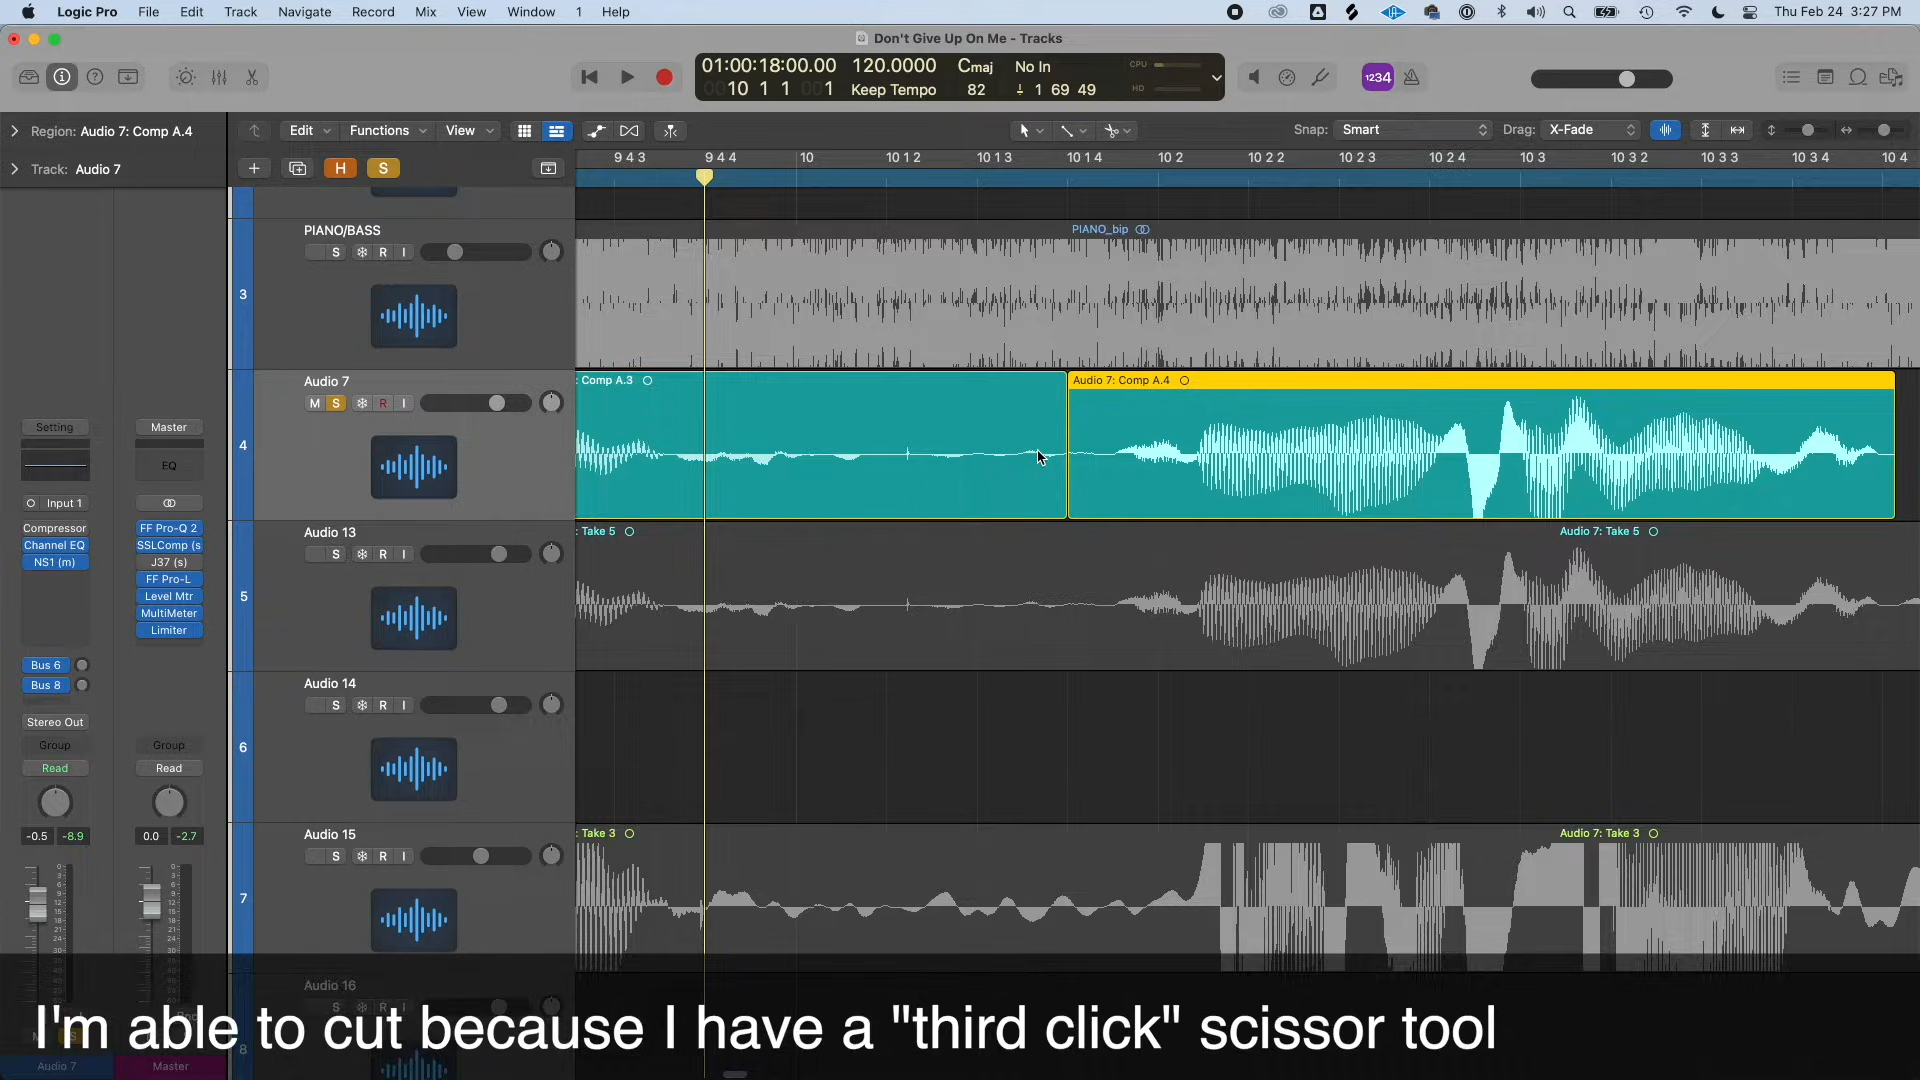 Logic Pro File Edit Track Navigate Record Mix View Window 1 Help Thu Feb 24 3:27 PM
Don't Give Up On Me - Tracks
01:00:18:00.00 120.0000 Cmaj No In CPU
0010 1 1 001 Keep Tempo 82 1 69 49 HD
1234
Region: Audio 7: Comp A.4
Edit Functions View Snap: Smart Drag: X-Fade
Track: Audio 7
H S
9 4 3 9 4 4 10 10 1 2 10 1 3 10 1 4 10 2 10 2 2 10 2 3 10 2 4 10 3 10 3 2 10 3 3 10 3 4 10 4
3
PIANO/BASS
S R I
PIANO_bip
4
Audio 7
M S R I
: Comp A.3
Audio 7: Comp A.4
5
Audio 13
S R I
: Take 5
Audio 7: Take 5
6
Audio 14
S R I
7
Audio 15
S R I
: Take 3
Audio 7: Take 3
Audio 16
S R I
8
Setting Master
EQ
Input 1
Compressor FF Pro-Q 2
Channel EQ SSLComp (s
NS1 (m) J37 (s)
FF Pro-L
Level Mtr
MultiMeter
Limiter
Bus 6
Bus 8
Stereo Out
Group Group
Read Read
-0.5 -8.9 0.0 -2.7
I'm able to cut because I have a "third click" scissor tool
Audio 7 Master